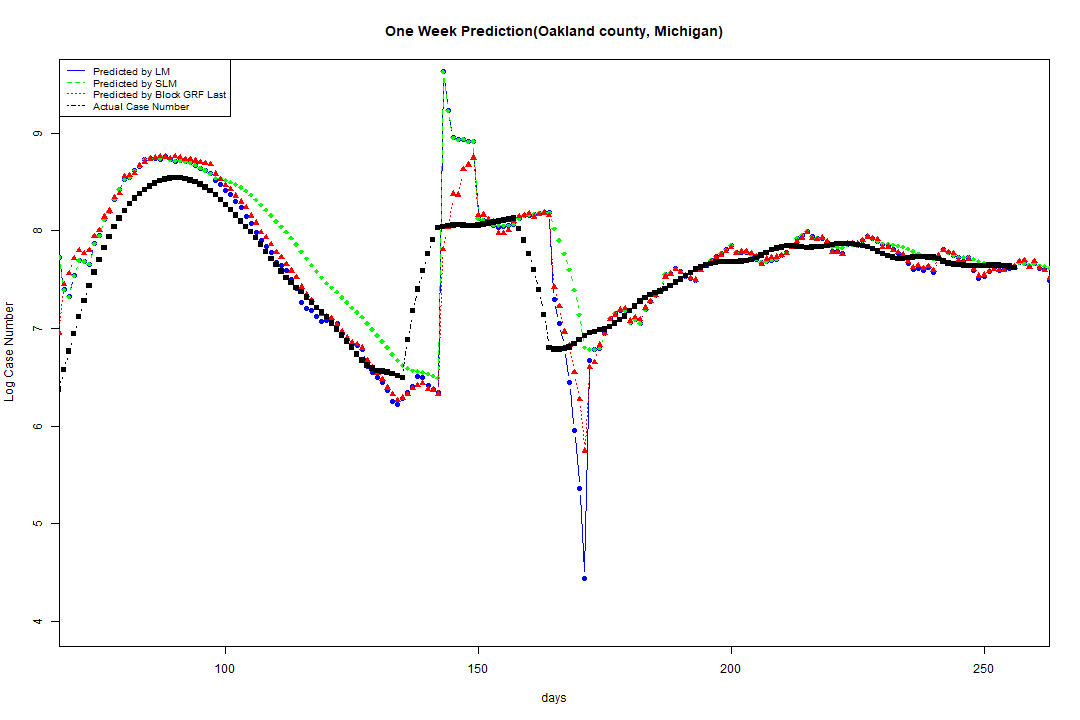 One Week Prediction(Oakland county, Michigan)
Predicted by LM
Predicted by SLM
Predicted by Block GRF Last
Actual Case Number
9
8
7
6
5
4
Log Case Number
100 150 200 250
days